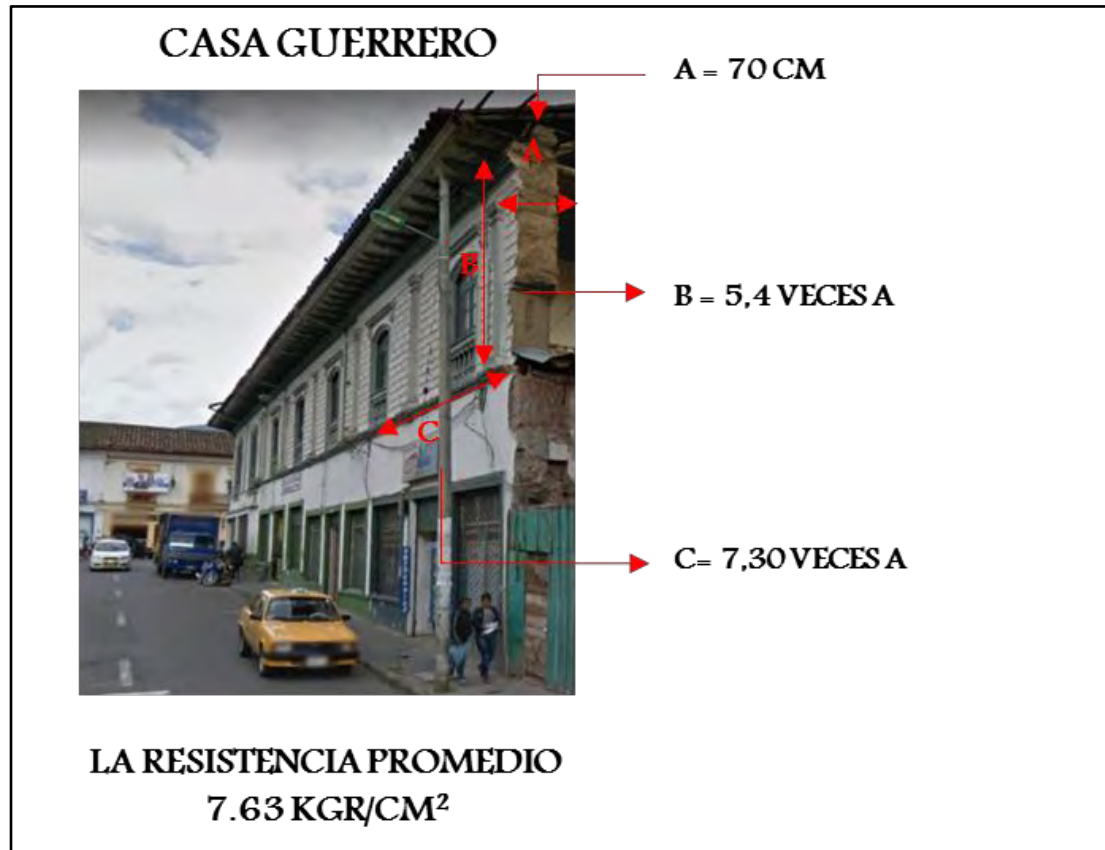 CASA GUERRERO
A = 70 CM
A
B
B = 5,4 VECES A
C
C= 7,30 VECES A
LA RESISTENCIA PROMEDIO
7.63 KGR/CM²